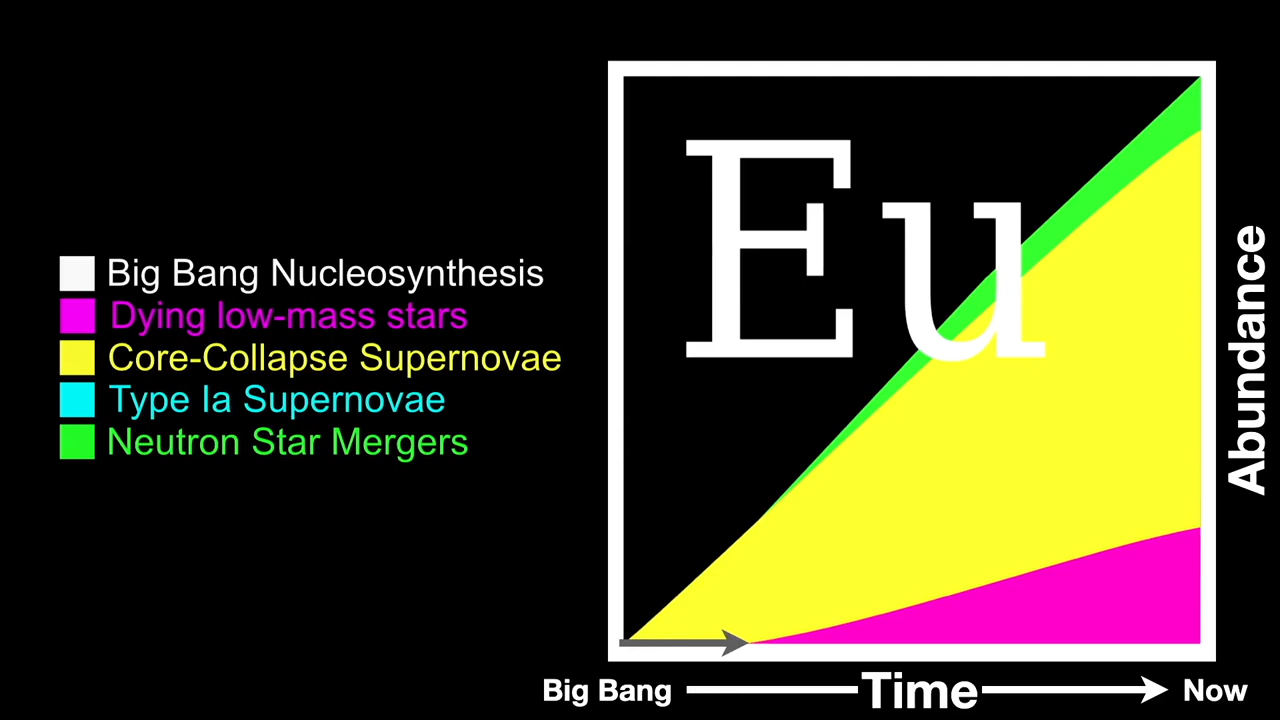 Big Bang Nucleosynthesis
Dying low-mass stars
Core-Collapse Supernovae
Type Ia Supernovae
Neutron Star Mergers
Eu
Abundance
Big Bang
Time
Now